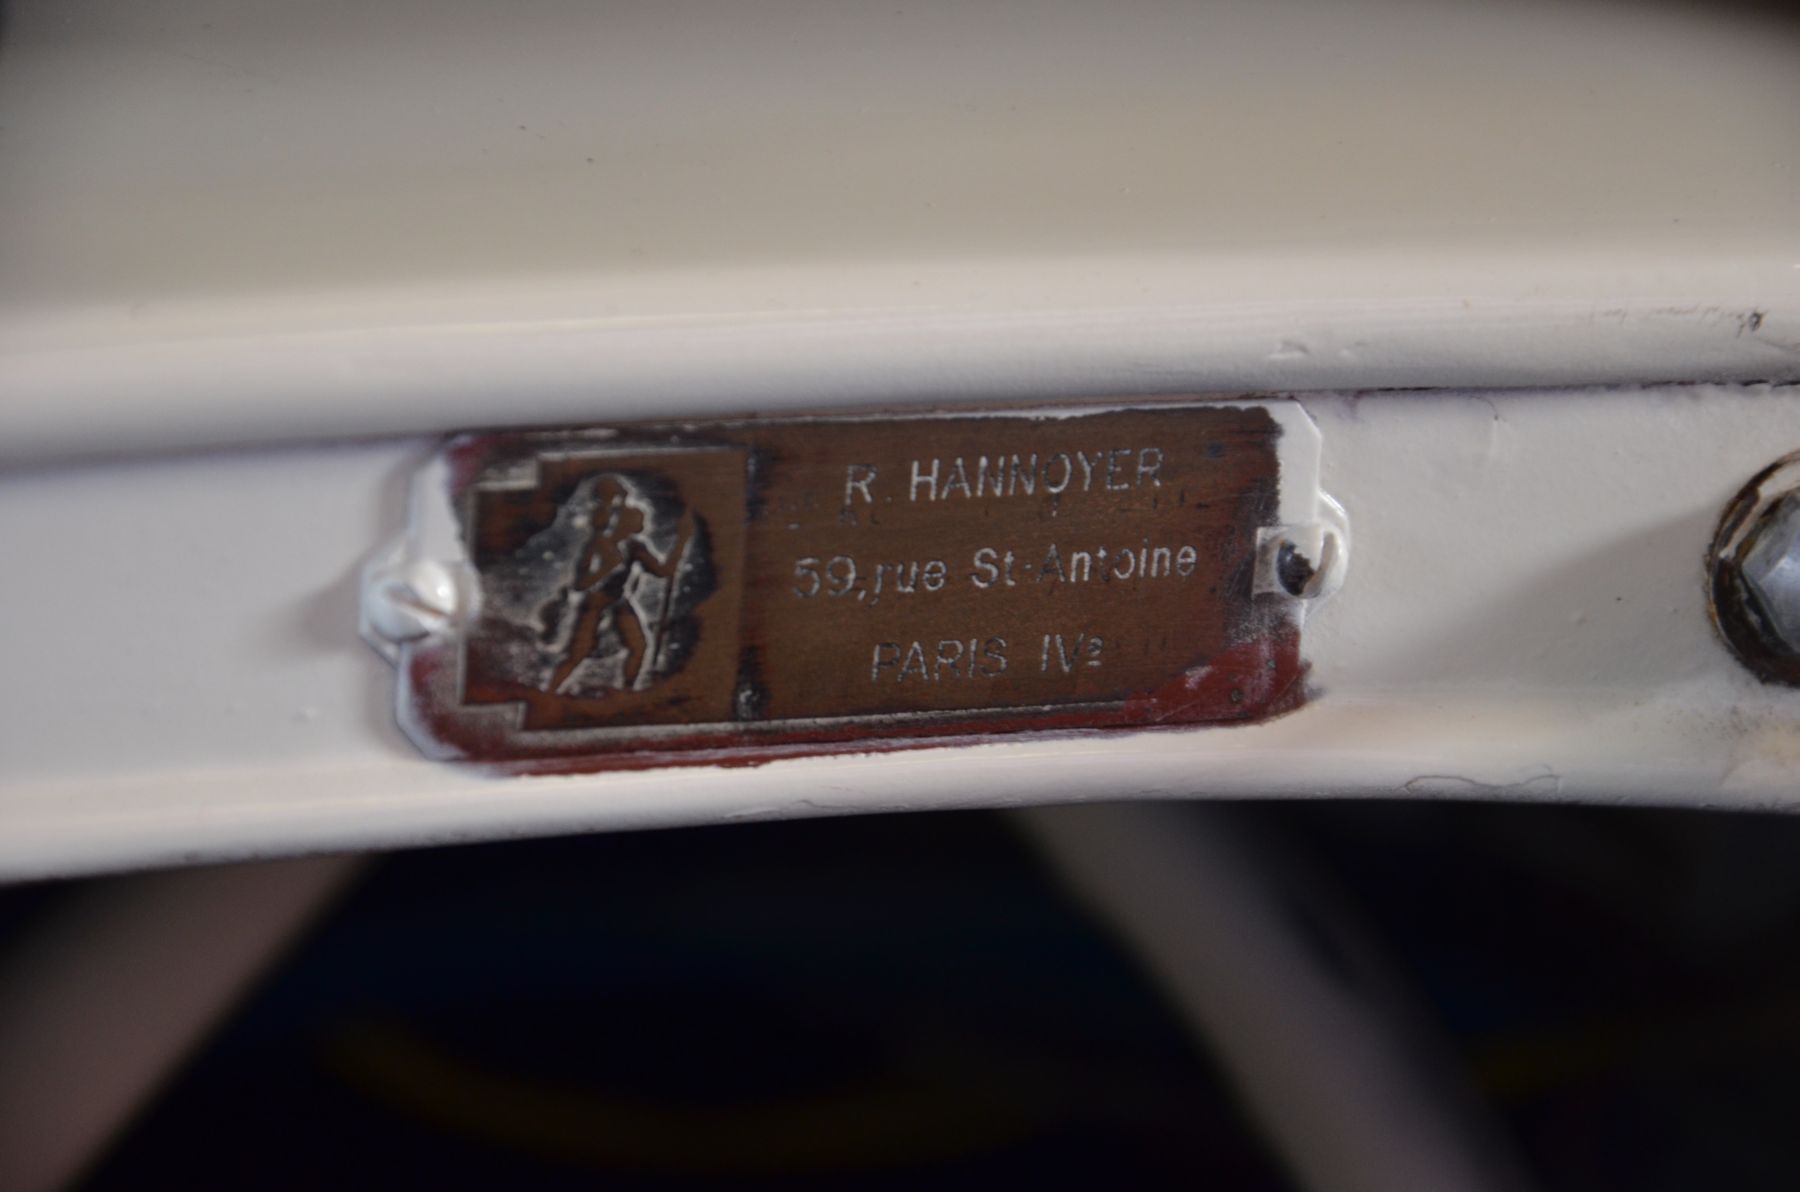 R. HANNOYER
59, rue St-Antoine
PARIS IVe